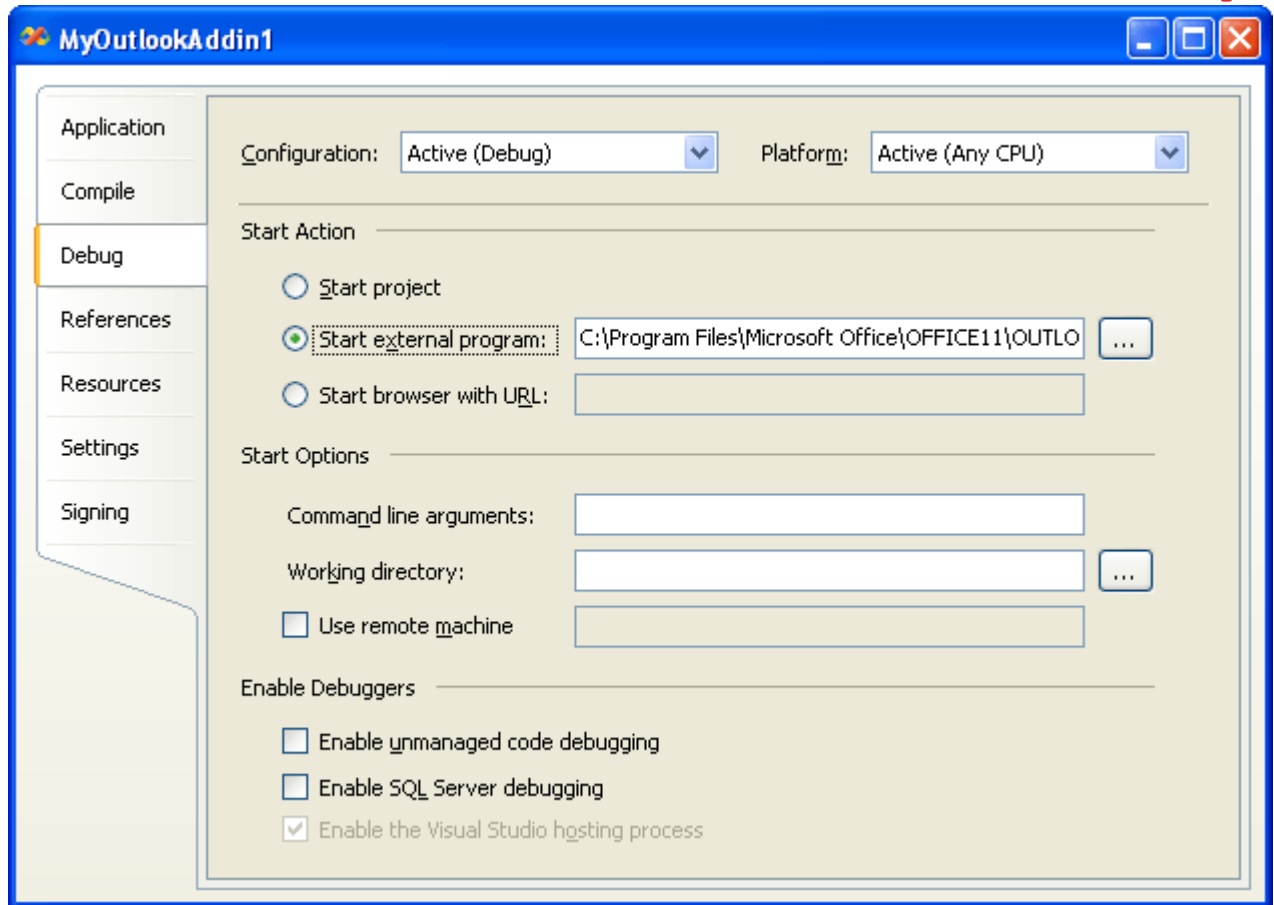 MyOutlookAddin1
Application
Compile
Debug
References
Resources
Settings
Signing
Configuration: Active (Debug) Platform: Active (Any CPU)
Start Action
Start project
Start external program: C:\Program Files\Microsoft Office\OFFICE11\OUTLO ...
Start browser with URL:
Start Options
Command line arguments:
Working directory: ...
Use remote machine
Enable Debuggers
Enable unmanaged code debugging
Enable SQL Server debugging
Enable the Visual Studio hosting process